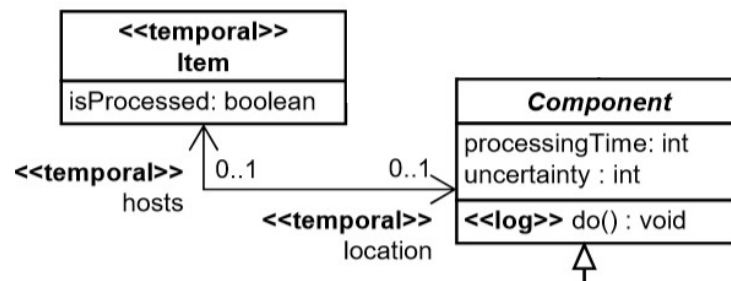 <<temporal>>
Item
isProcessed: boolean
Component
processingTime: int
uncertainty : int
<<log>> do() : void
<<temporal>>
hosts
0..1
0..1
<<temporal>>
location